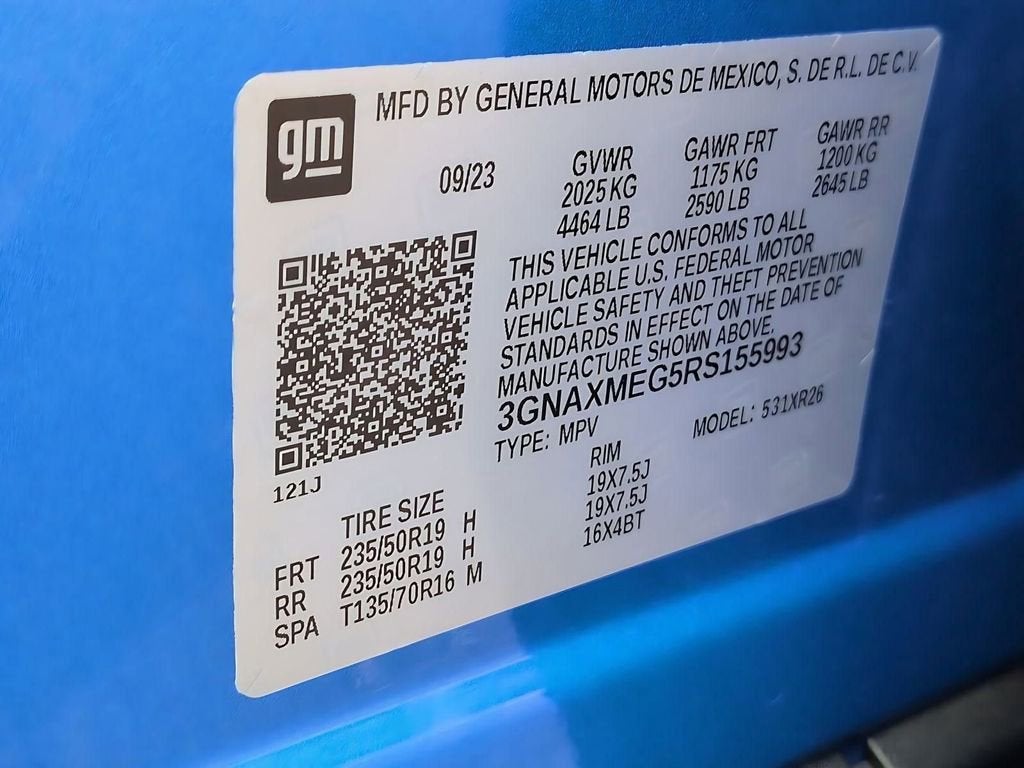 gm
MFD BY GENERAL MOTORS DE MEXICO, S. DE R.L. DE C.V.
09/23
GVWR
2025 KG
4464 LB
GAWR FRT
1175 KG
2590 LB
GAWR RR
1200 KG
2645 LB
THIS VEHICLE CONFORMS TO ALL
APPLICABLE U.S. FEDERAL MOTOR
VEHICLE SAFETY AND THEFT PREVENTION
STANDARDS IN EFFECT ON THE DATE OF
MANUFACTURE SHOWN ABOVE.
3GNAXMEG5RS155993
TYPE: MPV MODEL: 531XR26
121J
TIRE SIZE RIM
FRT 235/50R19 H 19X7.5J
RR 235/50R19 H 19X7.5J
SPA T135/70R16 M 16X4BT